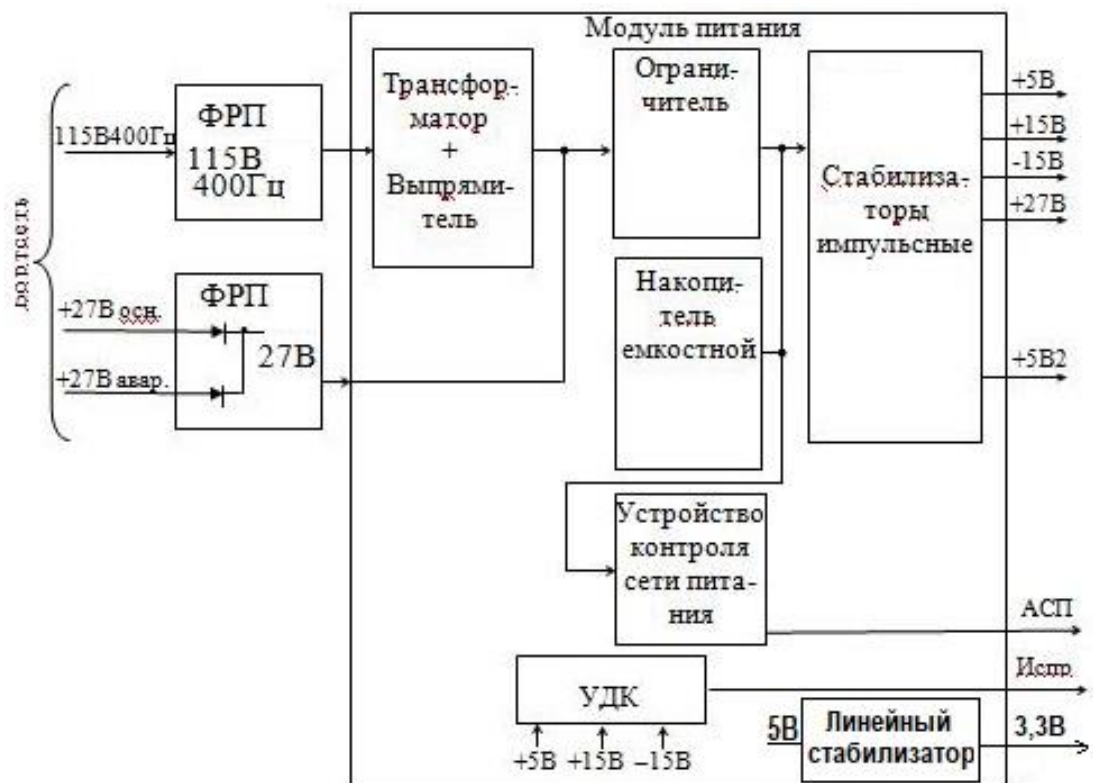 Модуль питания
115В400Гц
ФРП
115В
400Гц
Трансфор-
матор
+
Выпрями-
тель
Ограни-
читель
Стабилиза-
торы
импульсные
+5В
+15В
-15В
+27В
+5В2
+27В осн.
+27В авар.
ФРП
27В
Накопи-
тель
емкостной
Устройство
контроля
сети пита-
ния
АСП
УДК
Испр
+5В +15В –15В
5В
Линейный
стабилизатор
3,3В